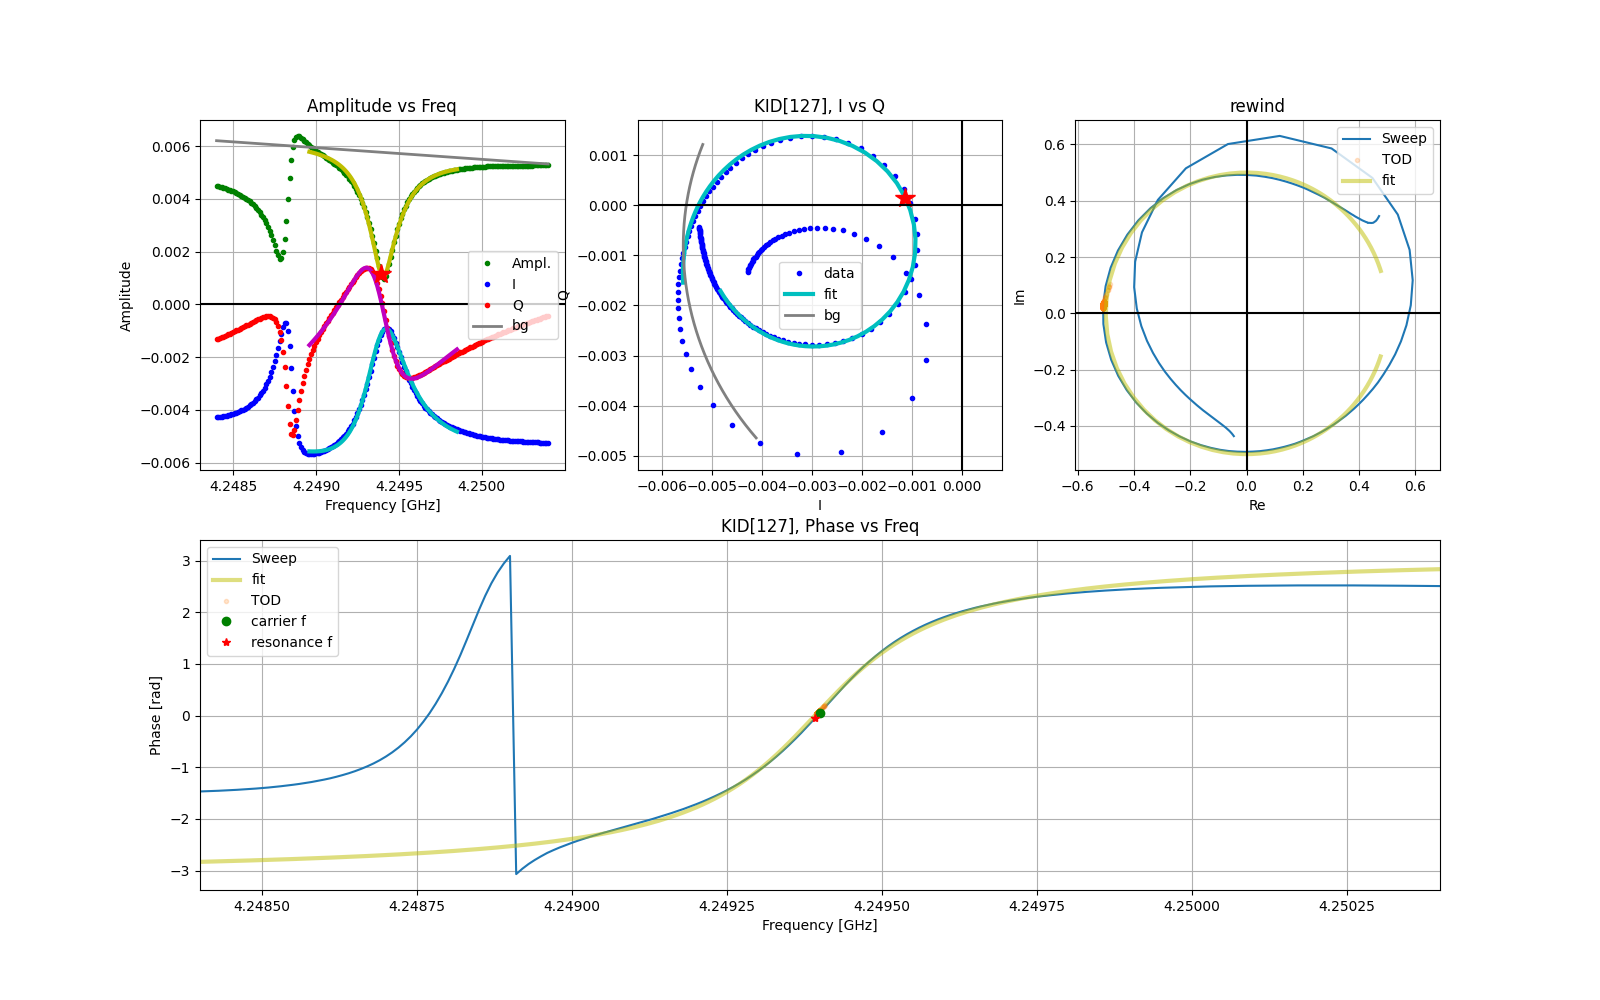 Amplitude vs Freq
Amplitude
0.006
0.004
0.002
0.000
−0.002
−0.004
−0.006
Ampl.
I
Q
bg
4.2485
4.2490
4.2495
4.2500
Frequency [GHz]
KID[127], I vs Q
Q
0.001
0.000
−0.001
−0.002
−0.003
−0.004
−0.005
data
fit
bg
−0.006−0.005−0.004−0.003−0.002−0.001 0.000
I
rewind
Im
0.6
0.4
0.2
0.0
−0.2
−0.4
Sweep
TOD
fit
−0.6
−0.4
−0.2
0.0
0.2
0.4
0.6
Re
KID[127], Phase vs Freq
Phase [rad]
3
2
1
0
−1
−2
−3
Sweep
fit
TOD
carrier f
resonance f
4.24850
4.24875
4.24900
4.24925
4.24950
4.24975
4.25000
4.25025
Frequency [GHz]